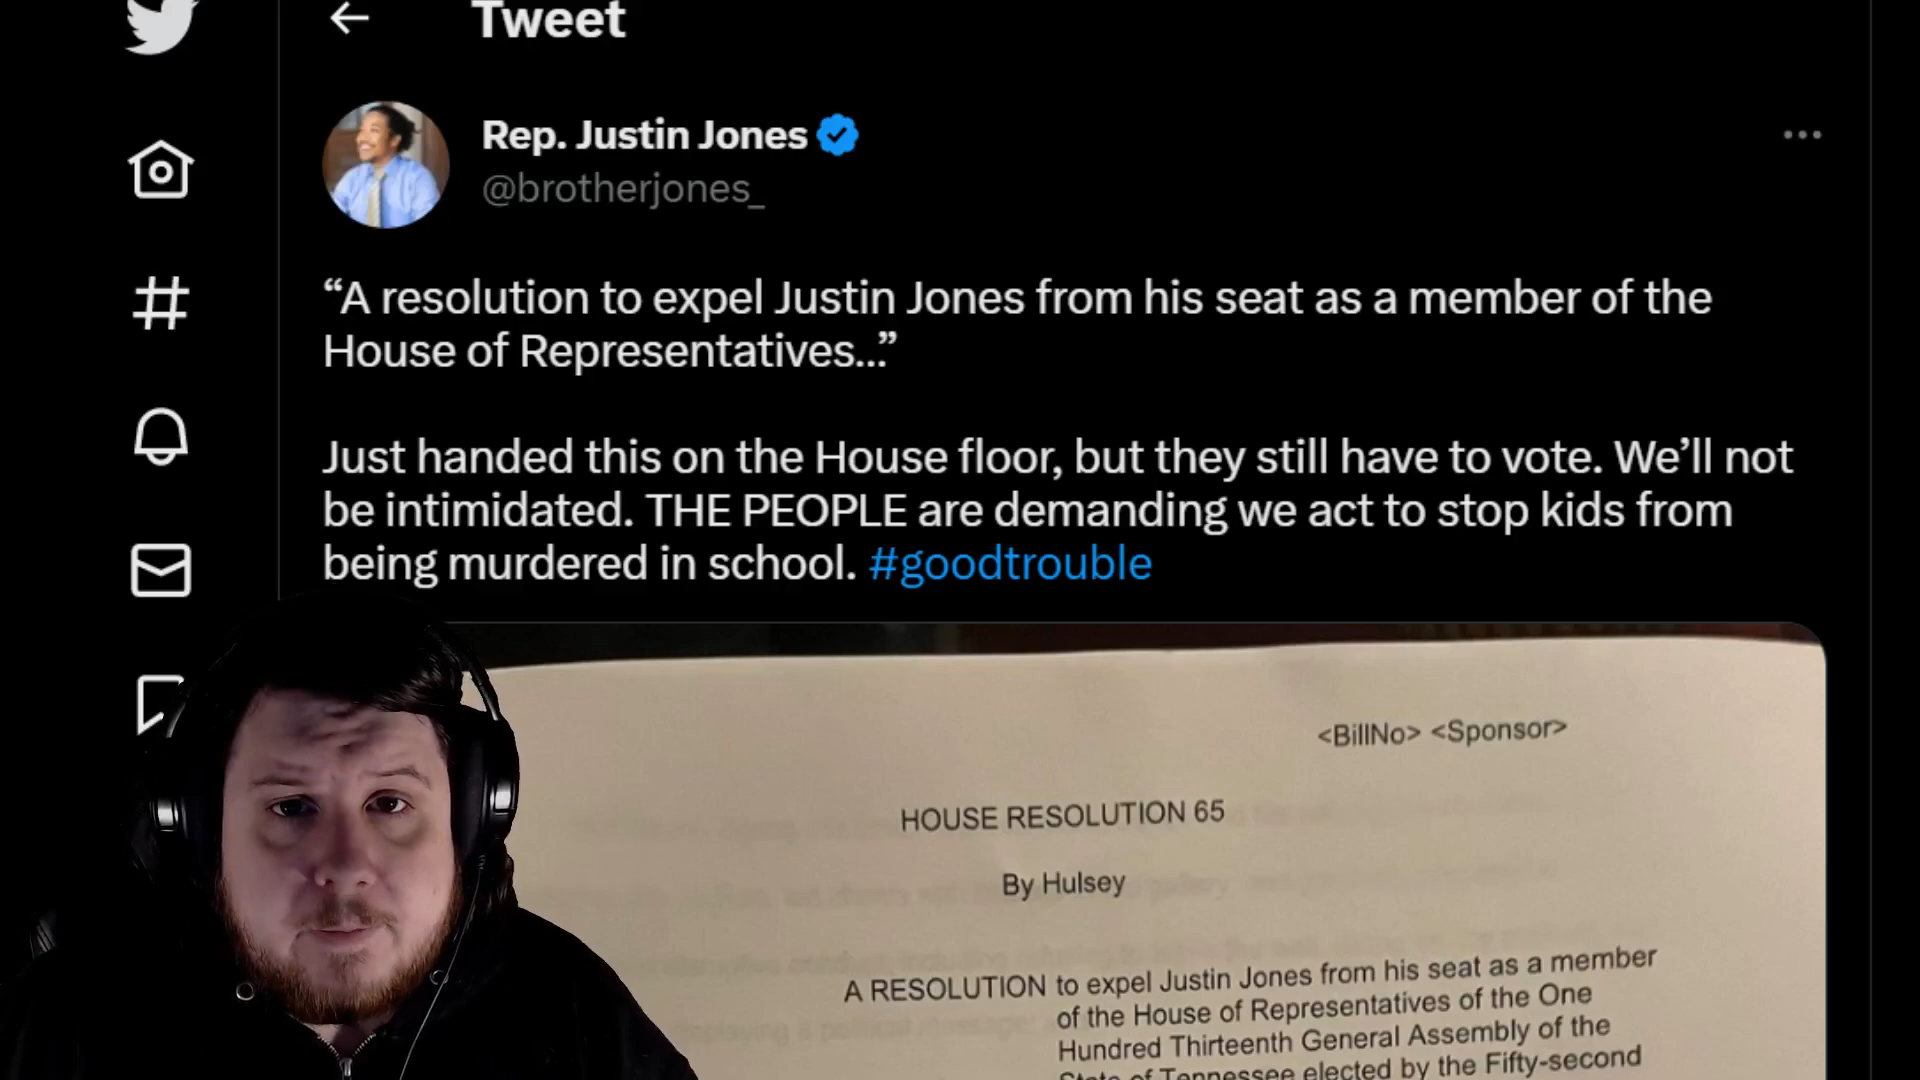 Tweet
Rep. Justin Jones
@brotherjones_
“A resolution to expel Justin Jones from his seat as a member of the
House of Representatives...”
Just handed this on the House floor, but they still have to vote. We’ll not
be intimidated. THE PEOPLE are demanding we act to stop kids from
being murdered in school. #goodtrouble
<BillNo> <Sponsor>
HOUSE RESOLUTION 65
By Hulsey
A RESOLUTION to expel Justin Jones from his seat as a member
of the House of Representatives of the One
Hundred Thirteenth General Assembly of the
State of Tennessee elected by the Fifty-second